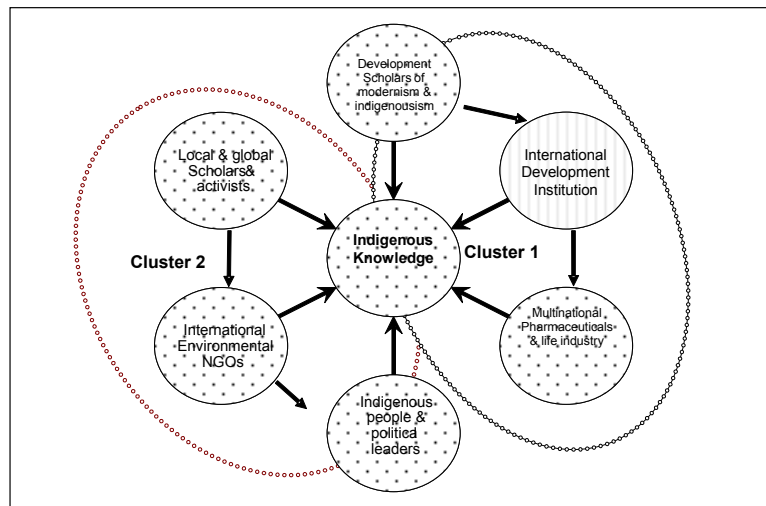 Development
Scholars of
modernism &
indigenousism
Local & global
Scholars&
activists
International
Development
Institution
Indigenous
Knowledge
Cluster 1
Cluster 2
International
Environmental
NGOs
Multinational
Pharmaceuticals
& life industry
Indigenous
people &
political
leaders